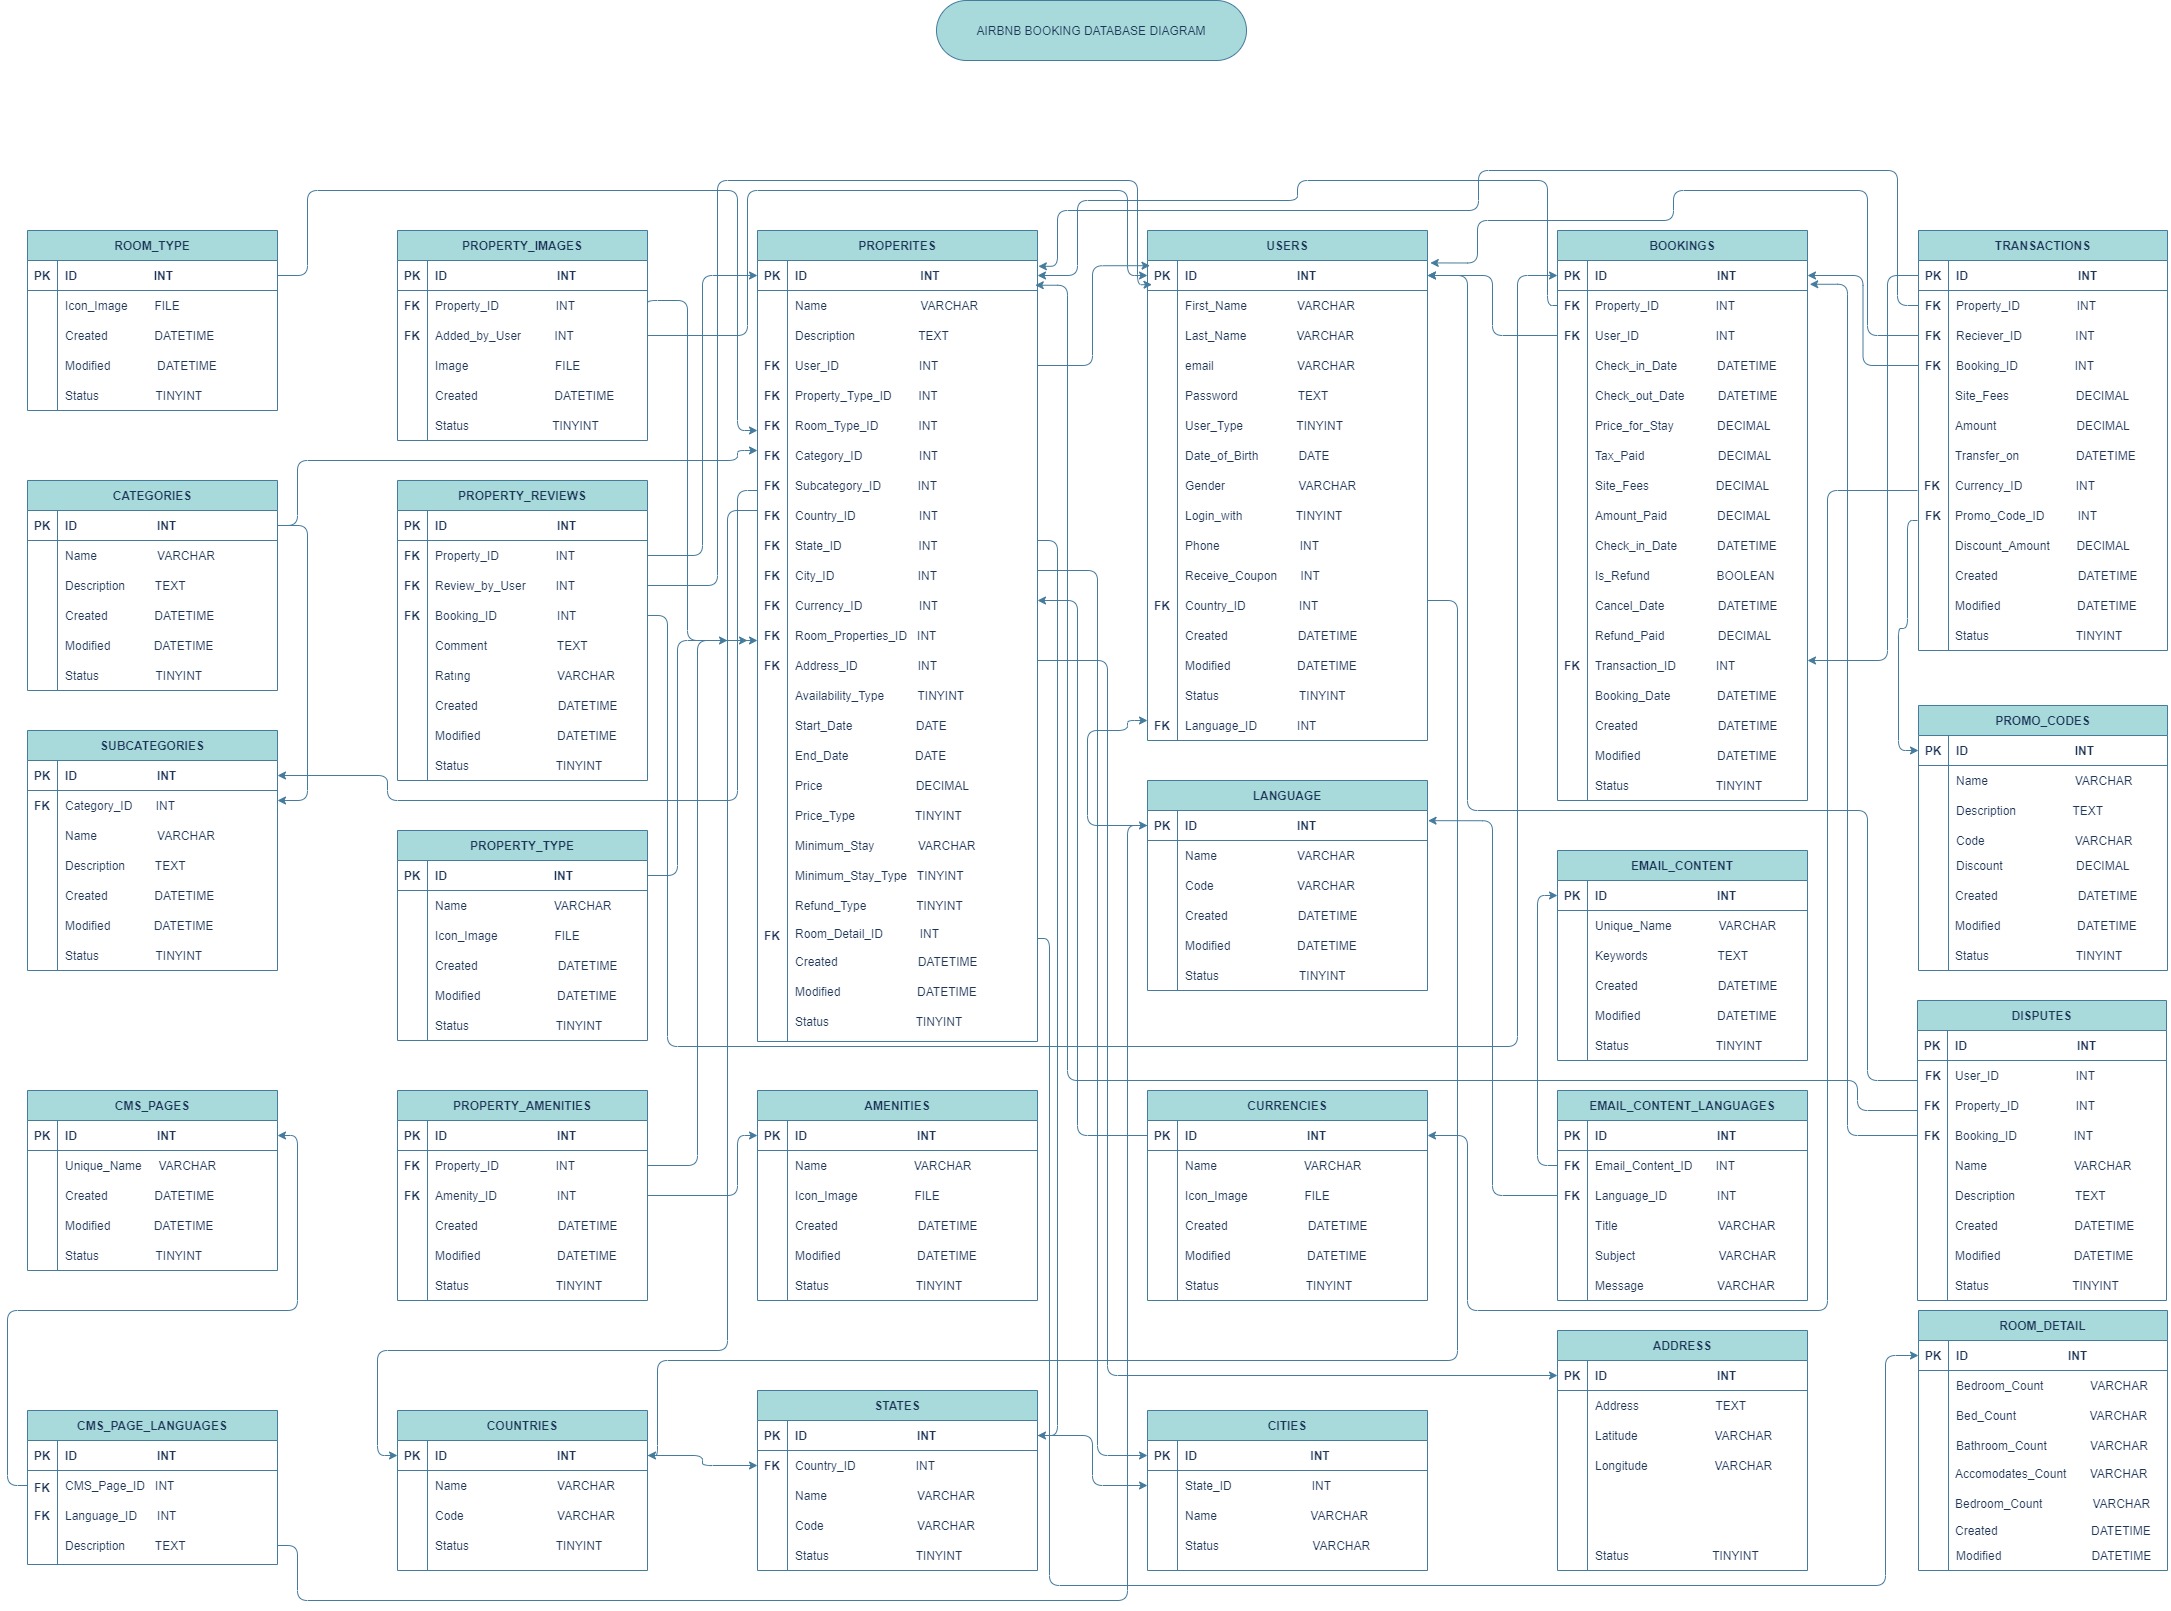 AIRBNB BOOKING DATABASE DIAGRAM
ROOM_TYPE
PK ID INT
Icon_Image FILE
Created DATETIME
Modified DATETIME
Status TINYINT
CATEGORIES
PK ID INT
Name VARCHAR
Description TEXT
Created DATETIME
Modified DATETIME
Status TINYINT
SUBCATEGORIES
PK ID INT
FK Category_ID INT
Name VARCHAR
Description TEXT
Created DATETIME
Modified DATETIME
Status TINYINT
CMS_PAGES
PK ID INT
Unique_Name VARCHAR
Created DATETIME
Modified DATETIME
Status TINYINT
CMS_PAGE_LANGUAGES
PK ID INT
FK CMS_Page_ID INT
FK Language_ID INT
Description TEXT
PROPERTY_IMAGES
PK ID INT
FK Property_ID INT
FK Added_by_User INT
Image FILE
Created DATETIME
Status TINYINT
PROPERTY_REVIEWS
PK ID INT
FK Property_ID INT
FK Review_by_User INT
FK Booking_ID INT
Comment TEXT
Rating VARCHAR
Created DATETIME
Modified DATETIME
Status TINYINT
PROPERTY_TYPE
PK ID INT
Name VARCHAR
Icon_Image FILE
Created DATETIME
Modified DATETIME
Status TINYINT
PROPERTY_AMENITIES
PK ID INT
FK Property_ID INT
FK Amenity_ID INT
Created DATETIME
Modified DATETIME
Status TINYINT
COUNTRIES
PK ID INT
Name VARCHAR
Code VARCHAR
Status TINYINT
PROPERITES
PK ID INT
Name VARCHAR
Description TEXT
FK User_ID INT
FK Property_Type_ID INT
FK Room_Type_ID INT
FK Category_ID INT
FK Subcategory_ID INT
FK Country_ID INT
FK State_ID INT
FK City_ID INT
FK Currency_ID INT
FK Room_Properties_ID INT
FK Address_ID INT
Availability_Type TINYINT
Start_Date DATE
End_Date DATE
Price DECIMAL
Price_Type TINYINT
Minimum_Stay VARCHAR
Minimum_Stay_Type TINYINT
Refund_Type TINYINT
FK Room_Detail_ID INT
Created DATETIME
Modified DATETIME
Status TINYINT
AMENITIES
PK ID INT
Name VARCHAR
Icon_Image FILE
Created DATETIME
Modified DATETIME
Status TINYINT
STATES
PK ID INT
FK Country_ID INT
Name VARCHAR
Code VARCHAR
Status TINYINT
USERS
PK ID INT
First_Name VARCHAR
Last_Name VARCHAR
email VARCHAR
Password TEXT
User_Type TINYINT
Date_of_Birth DATE
Gender VARCHAR
Login_with TINYINT
Phone INT
Receive_Coupon INT
FK Country_ID INT
Created DATETIME
Modified DATETIME
Status TINYINT
FK Language_ID INT
LANGUAGE
PK ID INT
Name VARCHAR
Code VARCHAR
Created DATETIME
Modified DATETIME
Status TINYINT
CURRENCIES
PK ID INT
Name VARCHAR
Icon_Image FILE
Created DATETIME
Modified DATETIME
Status TINYINT
CITIES
PK ID INT
State_ID INT
Name VARCHAR
Status VARCHAR
BOOKINGS
PK ID INT
FK Property_ID INT
FK User_ID INT
Check_in_Date DATETIME
Check_out_Date DATETIME
Price_for_Stay DECIMAL
Tax_Paid DECIMAL
Site_Fees DECIMAL
Amount_Paid DECIMAL
Check_in_Date DATETIME
Is_Refund BOOLEAN
Cancel_Date DATETIME
Refund_Paid DECIMAL
FK Transaction_ID INT
Booking_Date DATETIME
Created DATETIME
Modified DATETIME
Status TINYINT
EMAIL_CONTENT
PK ID INT
Unique_Name VARCHAR
Keywords TEXT
Created DATETIME
Modified DATETIME
Status TINYINT
EMAIL_CONTENT_LANGUAGES
PK ID INT
FK Email_Content_ID INT
FK Language_ID INT
Title VARCHAR
Subject VARCHAR
Message VARCHAR
ADDRESS
PK ID INT
Address TEXT
Latitude VARCHAR
Longitude VARCHAR
Status TINYINT
TRANSACTIONS
PK ID INT
FK Property_ID INT
FK Reciever_ID INT
FK Booking_ID INT
Site_Fees DECIMAL
Amount DECIMAL
Transfer_on DATETIME
FK Currency_ID INT
FK Promo_Code_ID INT
Discount_Amount DECIMAL
Created DATETIME
Modified DATETIME
Status TINYINT
PROMO_CODES
PK ID INT
Name VARCHAR
Description TEXT
Code VARCHAR
Discount DECIMAL
Created DATETIME
Modified DATETIME
Status TINYINT
DISPUTES
PK ID INT
FK User_ID INT
FK Property_ID INT
FK Booking_ID INT
Name VARCHAR
Description TEXT
Created DATETIME
Modified DATETIME
Status TINYINT
ROOM_DETAIL
PK ID INT
Bedroom_Count VARCHAR
Bed_Count VARCHAR
Bathroom_Count VARCHAR
Accomodates_Count VARCHAR
Bedroom_Count VARCHAR
Created DATETIME
Modified DATETIME